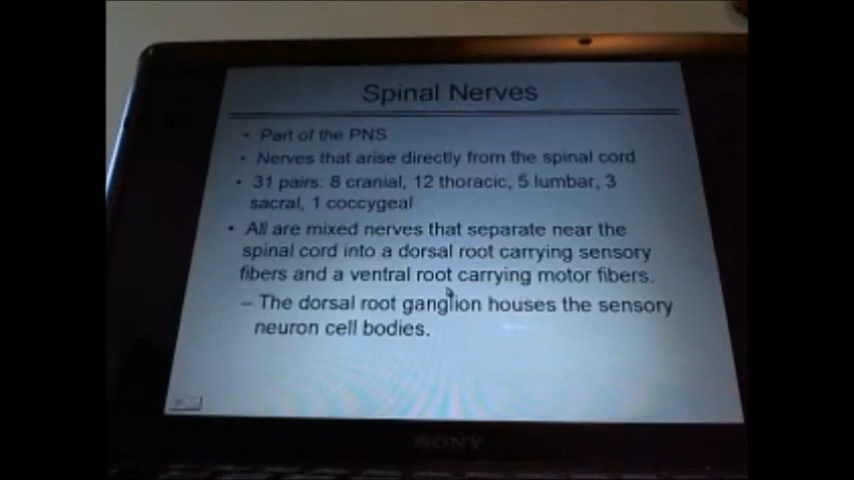 Spinal Nerves
• Part of the PNS
• Nerves that arise directly from the spinal cord
• 31 pairs: 8 cranial, 12 thoracic, 5 lumbar, 3
sacral, 1 coccygeal
• All are mixed nerves that separate near the
spinal cord into a dorsal root carrying sensory
fibers and a ventral root carrying motor fibers.
– The dorsal root ganglion houses the sensory
neuron cell bodies.
SONY